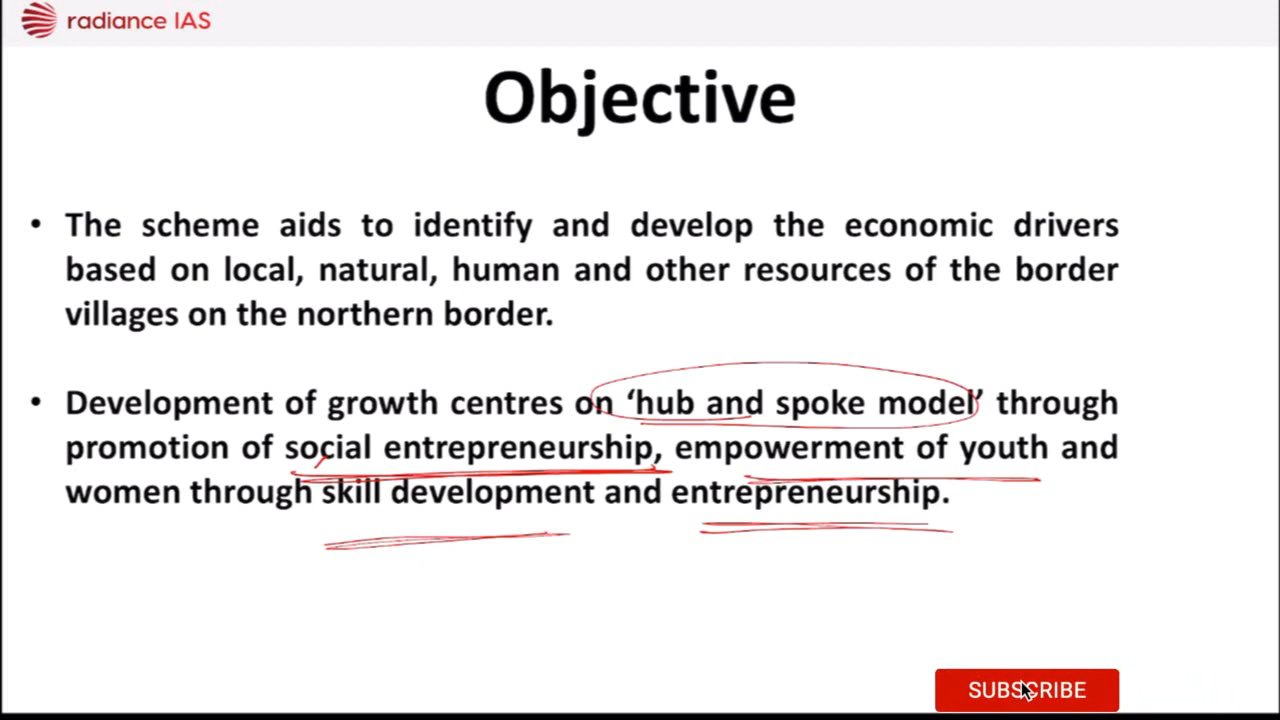 radiance IAS
Objective
• The scheme aids to identify and develop the economic drivers
based on local, natural, human and other resources of the border
villages on the northern border.
• Development of growth centres on ‘hub and spoke model’ through
promotion of social entrepreneurship, empowerment of youth and
women through skill development and entrepreneurship.
SUBSCRIBE